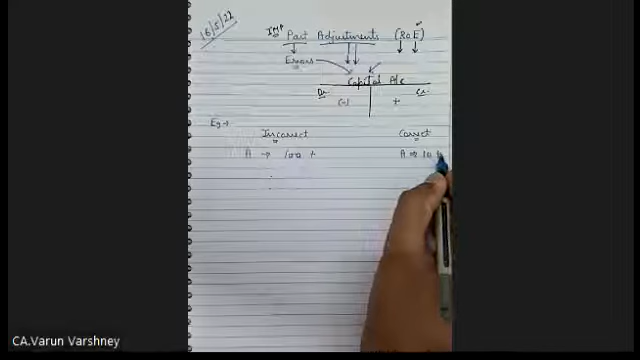 16/5/22
IMP Past Adjustments (RoE)
Errors
Capital A/c
Dr. Cr.
(-) +
Eg →
Incorrect Correct
A → 100 + A ⇒ 10
CA.Varun Varshney